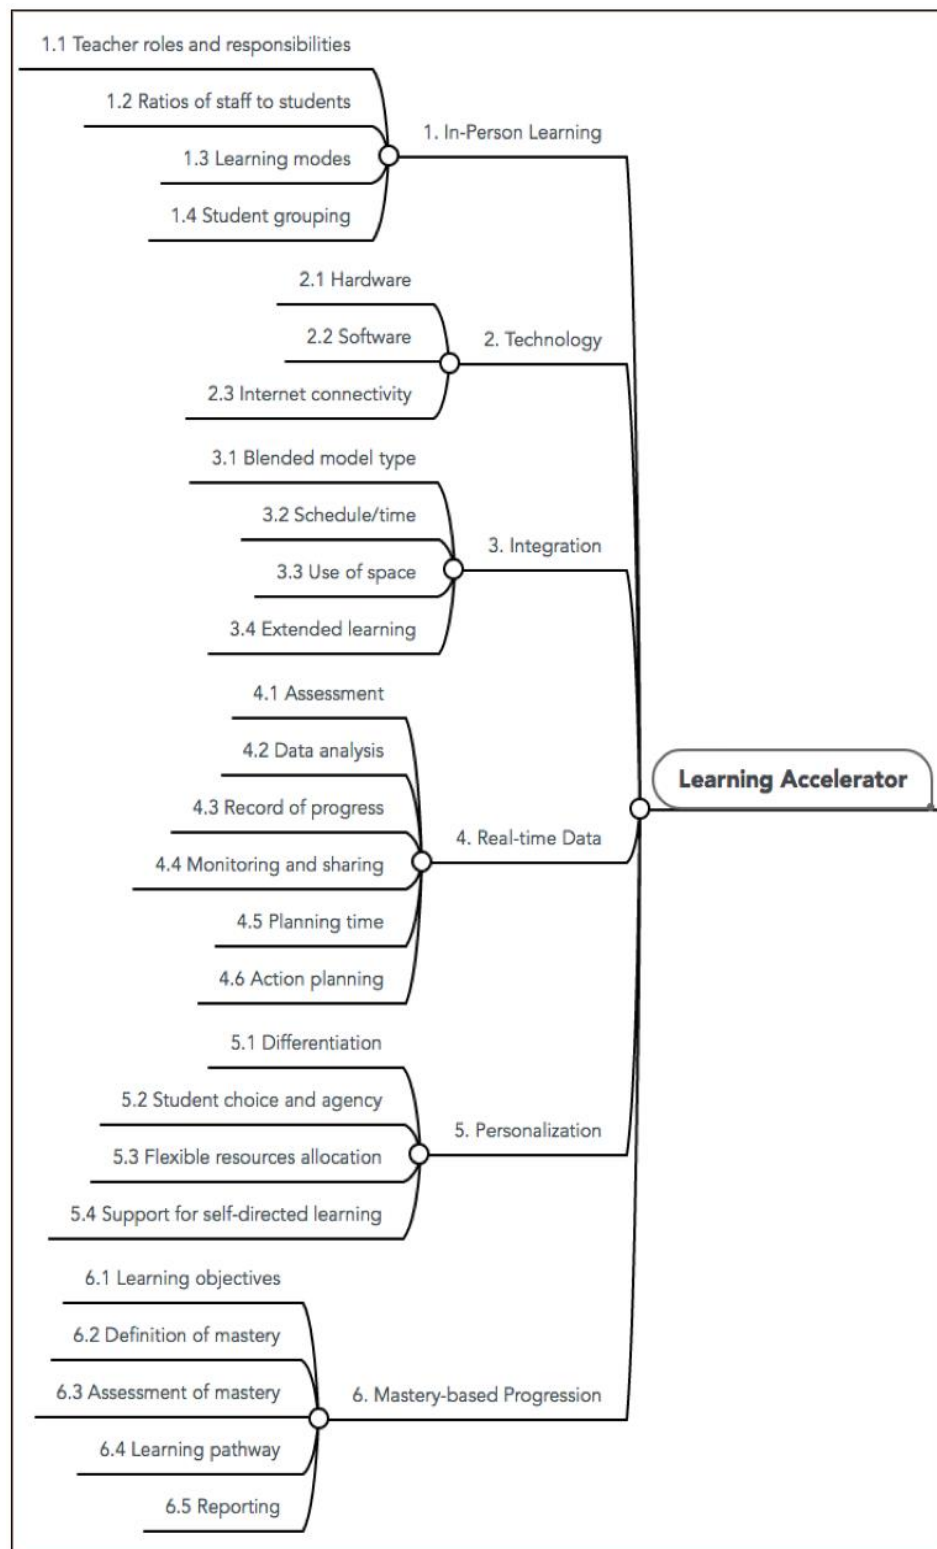 1.1 Teacher roles and responsibilities
1.2 Ratios of staff to students
1.3 Learning modes
1.4 Student grouping
1. In-Person Learning
2.1 Hardware
2.2 Software
2.3 Internet connectivity
2. Technology
3.1 Blended model type
3.2 Schedule/time
3.3 Use of space
3.4 Extended learning
3. Integration
4.1 Assessment
4.2 Data analysis
4.3 Record of progress
4.4 Monitoring and sharing
4.5 Planning time
4.6 Action planning
4. Real-time Data
5.1 Differentiation
5.2 Student choice and agency
5.3 Flexible resources allocation
5.4 Support for self-directed learning
5. Personalization
6.1 Learning objectives
6.2 Definition of mastery
6.3 Assessment of mastery
6.4 Learning pathway
6.5 Reporting
6. Mastery-based Progression
Learning Accelerator